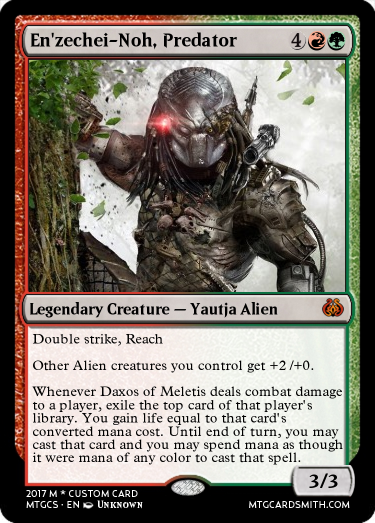 En'zechei-Noh, Predator 4
Legendary Creature — Yautja Alien
Double strike, Reach
Other Alien creatures you control get +2 /+0.
Whenever Daxos of Meletis deals combat damage
to a player, exile the top card of that player's
library. You gain life equal to that card's
converted mana cost. Until end of turn, you may
cast that card and you may spend mana as though
it were mana of any color to cast that spell.
3/3
2017 M * CUSTOM CARD
MTGCS · EN UNKNOWN MTGCARDSMITH.COM